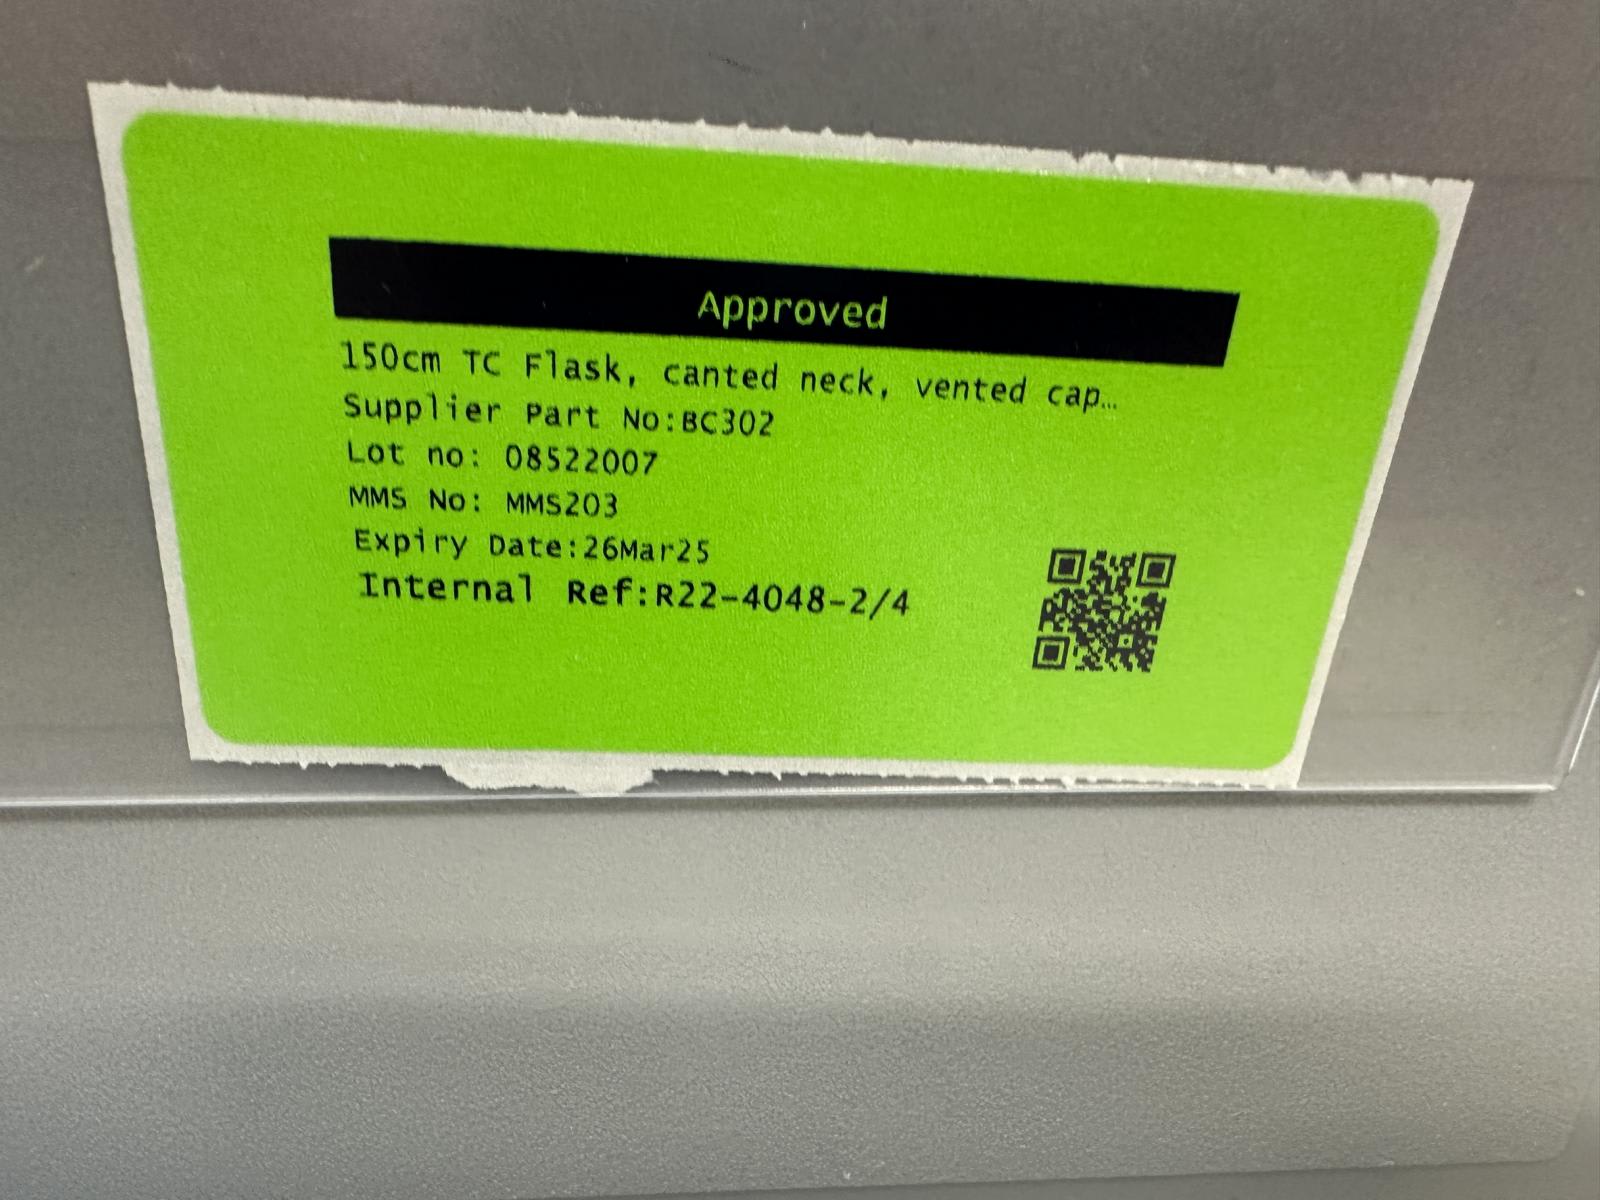 Approved
150cm TC Flask, canted neck, vented cap…
Supplier Part No:BC302
Lot no: 08522007
MMS No: MMS203
Expiry Date:26Mar25
Internal Ref:R22-4048-2/4